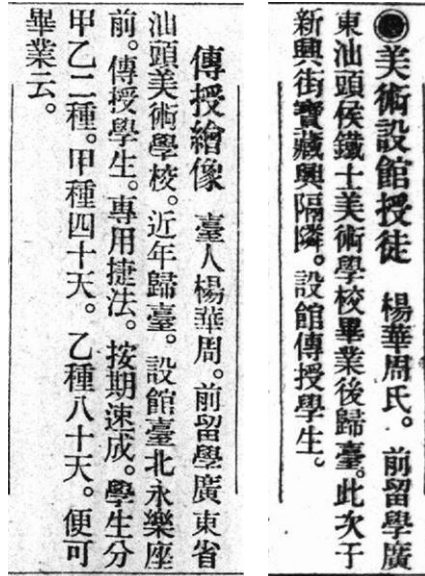 ●美術設館授徒　楊華周氏。前留學廣
東汕頭侯鐵士美術學校畢業後歸臺。此次于
新興街寶藏興隔隣。設館傳授學生。
傳授繪像　臺人楊華周。前留學廣東省
汕頭美術學校。近年歸臺。設館臺北永樂座
前。傳授學生。專用捷法。按期速成。學生分
甲乙二種。甲種四十天。乙種八十天。便可
畢業云。